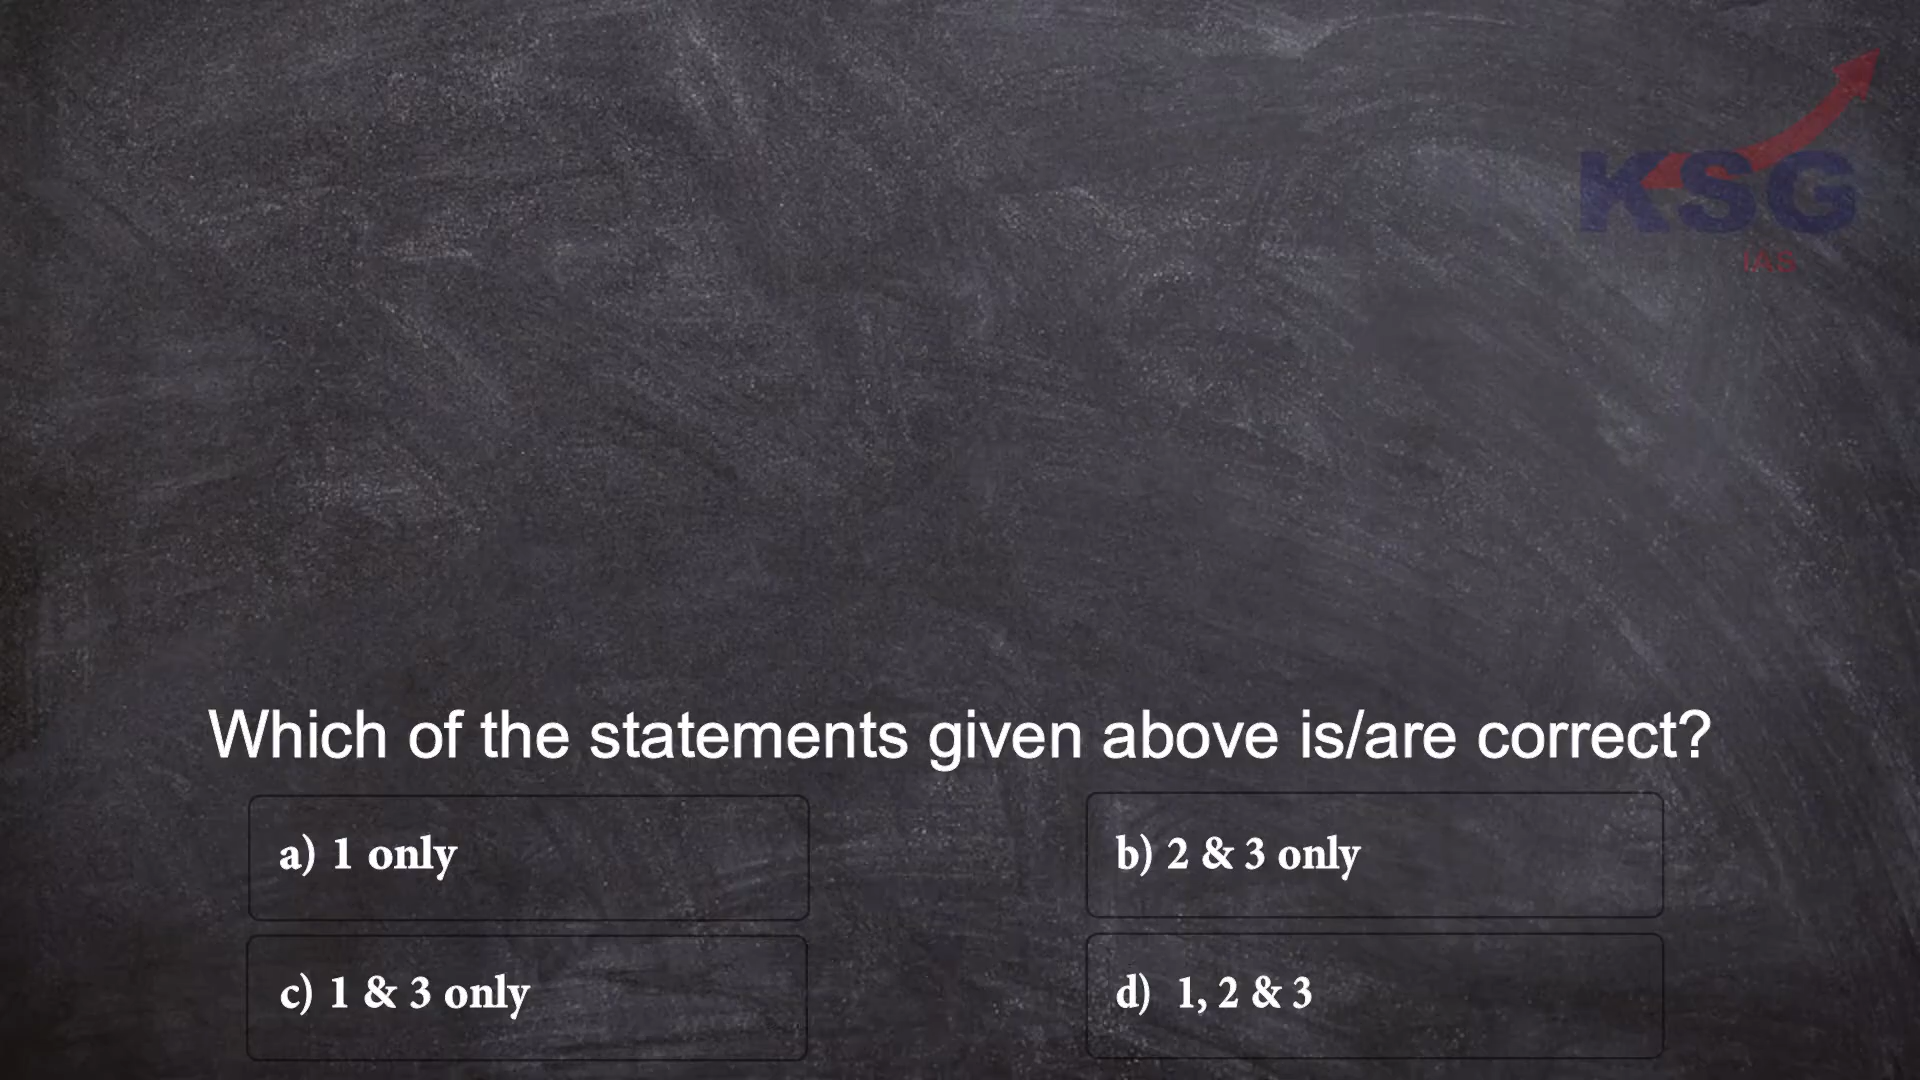 KSG
IAS
Which of the statements given above is/are correct?
a) 1 only
b) 2 & 3 only
c) 1 & 3 only
d) 1, 2 & 3